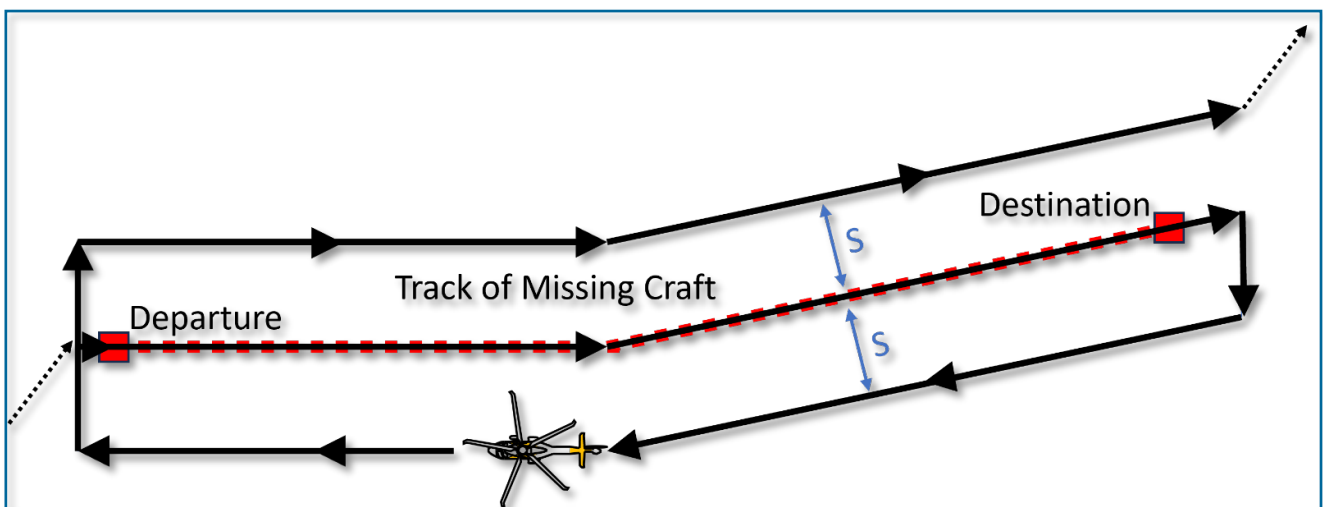 Destination
S
Track of Missing Craft
Departure
S